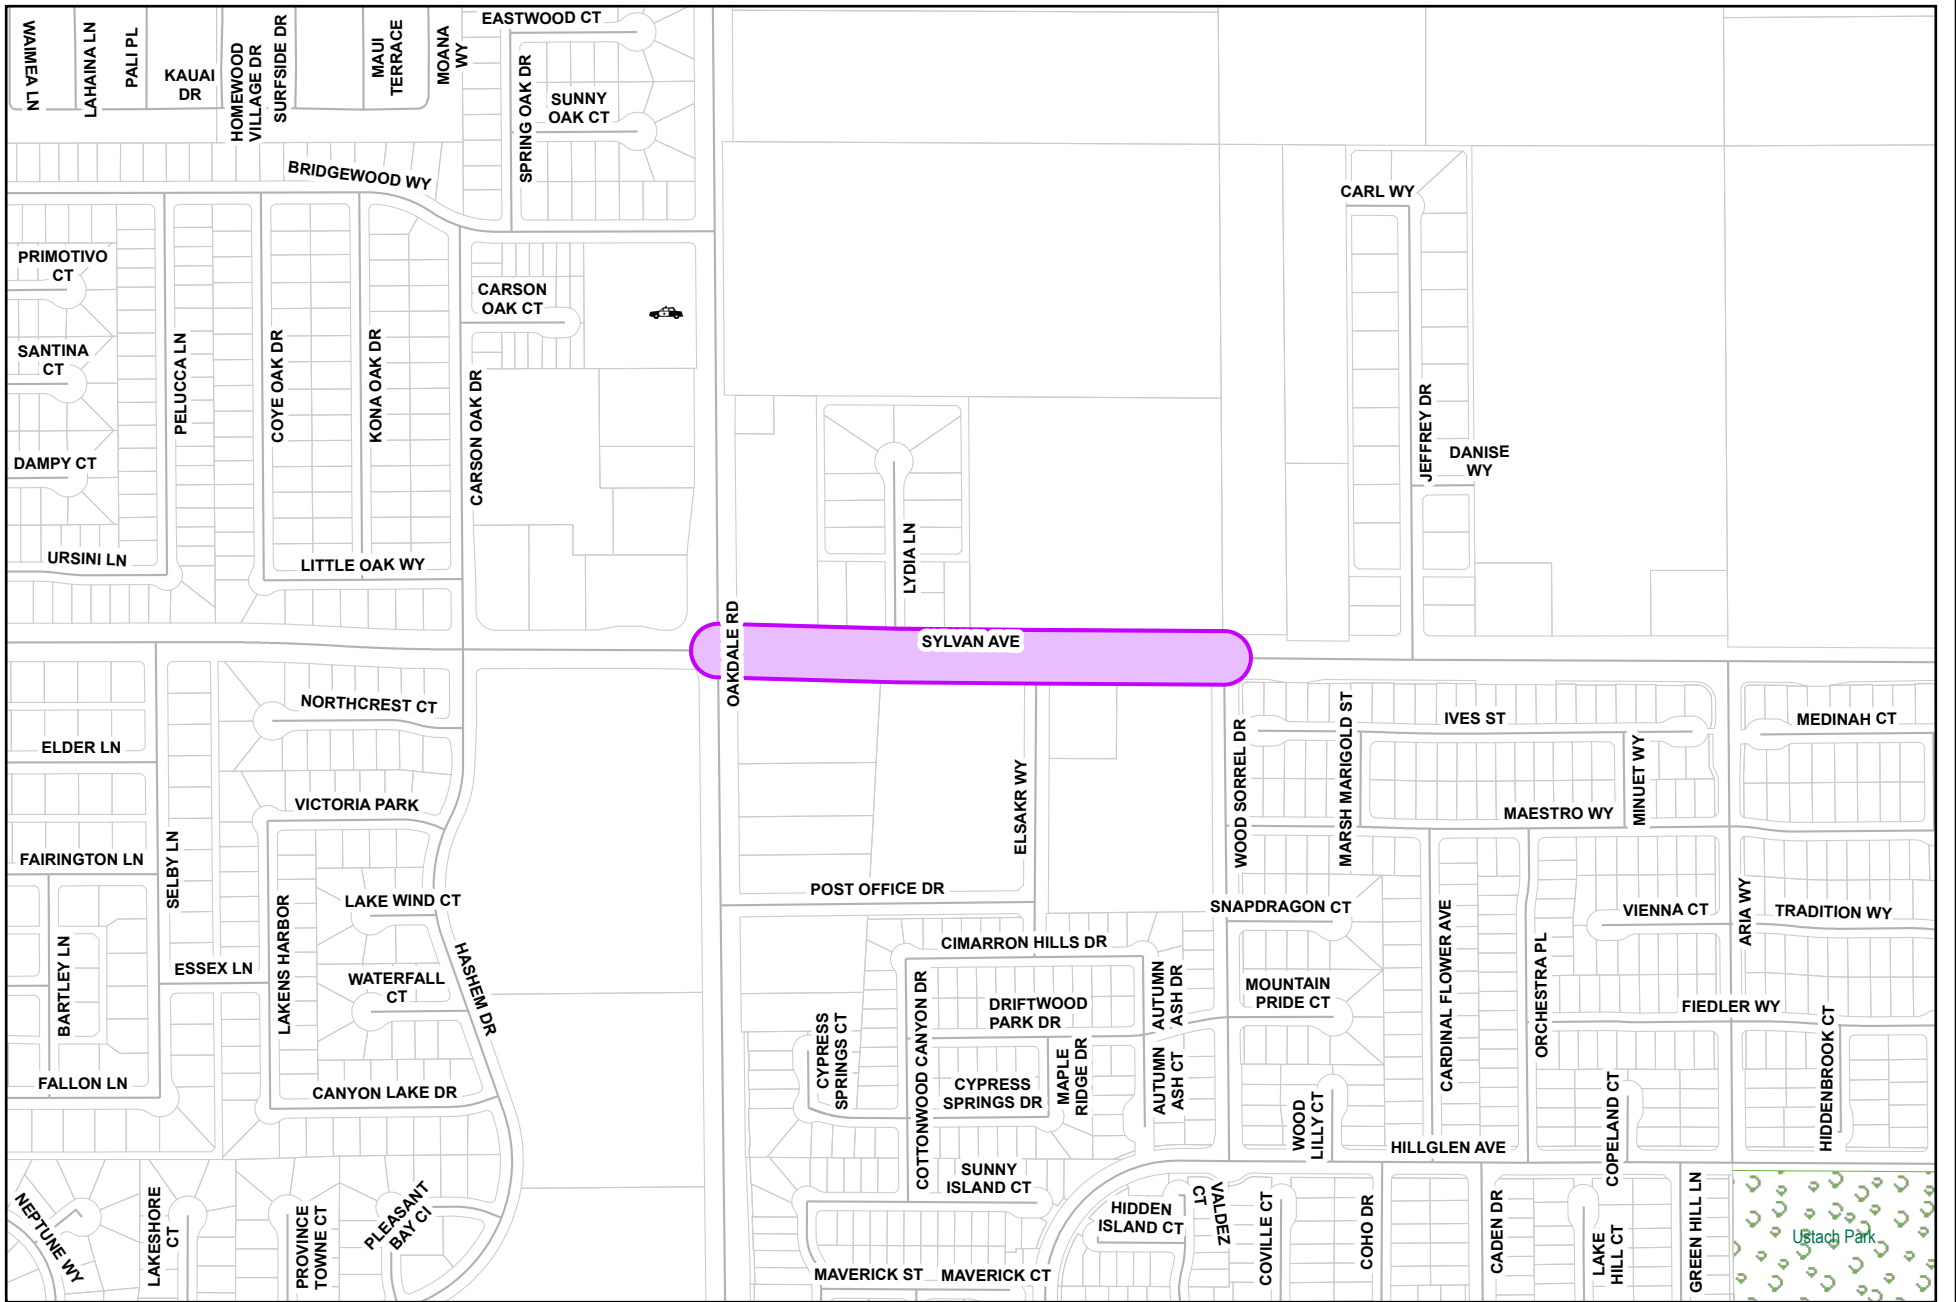 WAIMEA LN
LAHAINA LN
PALI PL
KAUAI
DR
HOMEWOOD
VILLAGE DR
SURFSIDE DR
MAUI
TERRACE
MOANA
WY
EASTWOOD CT
SPRING OAK DR
SUNNY
OAK CT
BRIDGEWOOD WY
CARL WY
PRIMOTIVO
CT
CARSON
OAK CT
SANTINA
CT
PELUCCA LN
COYE OAK DR
KONA OAK DR
CARSON OAK DR
JEFFREY DR
DANISE
WY
DAMPY CT
URSINI LN
LITTLE OAK WY
LYDIA LN
OAKDALE RD
SYLVAN AVE
NORTHCREST CT
ELDER LN
MARSH MARIGOLD ST
IVES ST
MEDINAH CT
WOOD SORREL DR
MINUET WY
ELSAKR WY
VICTORIA PARK
MAESTRO WY
FAIRINGTON LN
SELBY LN
POST OFFICE DR
LAKE WIND CT
SNAPDRAGON CT
VIENNA CT
ARIA WY
TRADITION WY
LAKENS HARBOR
CIMARRON HILLS DR
CARDINAL FLOWER AVE
ORCHESTRA PL
BARTLEY LN
ESSEX LN
WATERFALL
CT
HASHEM DR
COTTONWOOD CANYON DR
DRIFTWOOD
PARK DR
AUTUMN
ASH DR
MOUNTAIN
PRIDE CT
FIEDLER WY
CYPRESS
SPRINGS CT
HIDDENBROOK CT
FALLON LN
CANYON LAKE DR
CYPRESS
SPRINGS DR
MAPLE
RIDGE DR
AUTUMN
ASH CT
WOOD
LILLY CT
COPELAND CT
HILLGLEN AVE
SUNNY
ISLAND CT
NEPTUNE WY
LAKESHORE
CT
PROVINCE
TOWNE CT
PLEASANT
BAY CI
HIDDEN
ISLAND CT
VALDEZ
CT
COVILLE CT
COHO DR
CADEN DR
LAKE
HILL CT
GREEN HILL LN
Ustach Park
MAVERICK ST
MAVERICK CT